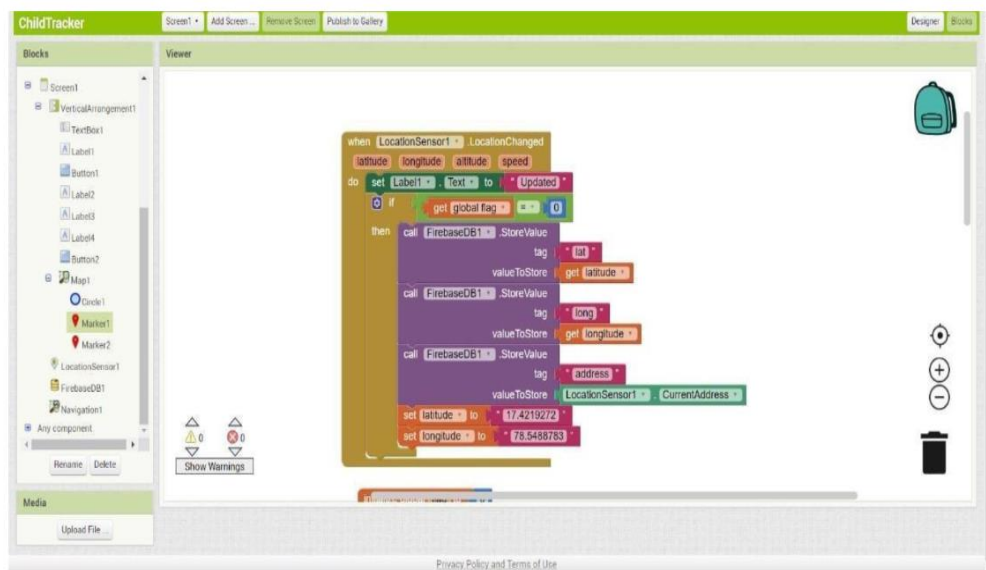 ChildTracker Screen1 Add Screen ... Remove Screen Publish to Gallery Designer Blocks
Blocks
Screen1
VerticalArrangement1
TextBox1
Label1
Button1
Label2
Label3
Label4
Button2
Map1
Circle1
Marker1
Marker2
LocationSensor1
FirebaseDB1
Navigation1
Any component
Rename Delete
Media
Upload File ...
Viewer
when LocationSensor1 .LocationChanged
latitude longitude altitude speed
do set Label1 . Text to " Updated "
if get global flag = 0
then call FirebaseDB1 .StoreValue
tag " lat "
valueToStore get latitude
call FirebaseDB1 .StoreValue
tag " long "
valueToStore get longitude
call FirebaseDB1 .StoreValue
tag " address "
valueToStore LocationSensor1 . CurrentAddress
set latitude to " 17.4219272 "
set longitude to " 78.5488783 "
0 0
Show Warnings
Privacy Policy and Terms of Use